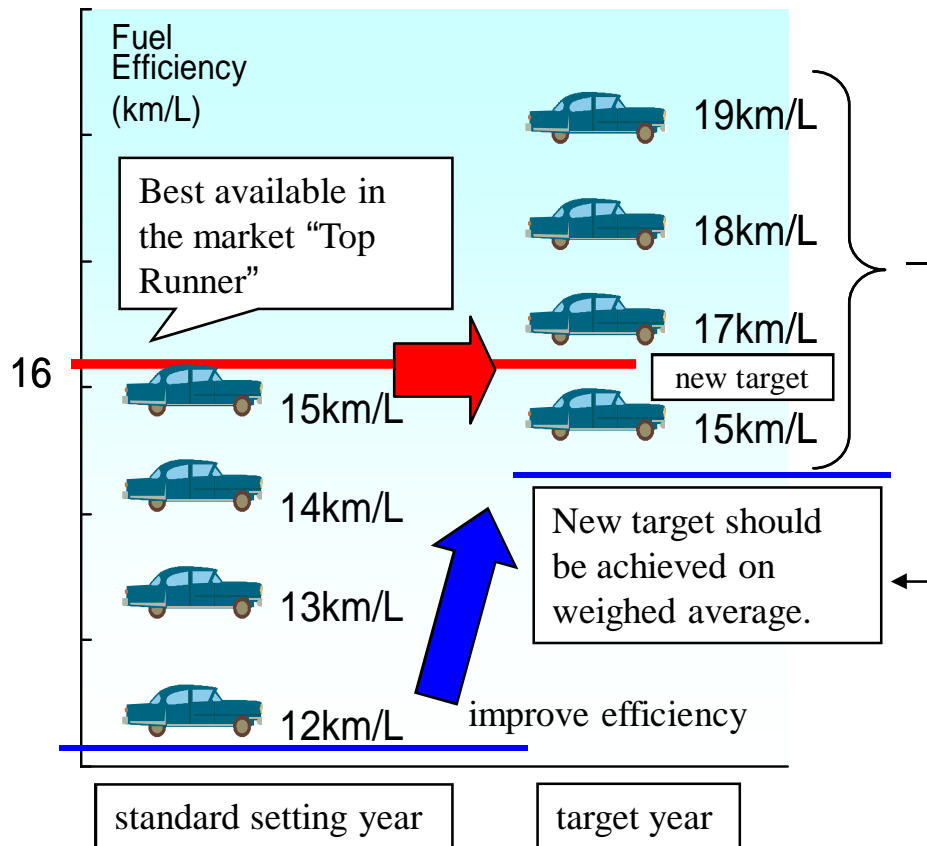 Fuel
Efficiency
(km/L)
19km/L
Best available in
the market “Top
Runner”
18km/L
17km/L
16
new target
15km/L
15km/L
14km/L
New target should
be achieved on
weighed average.
13km/L
12km/L
improve efficiency
standard setting year
target year